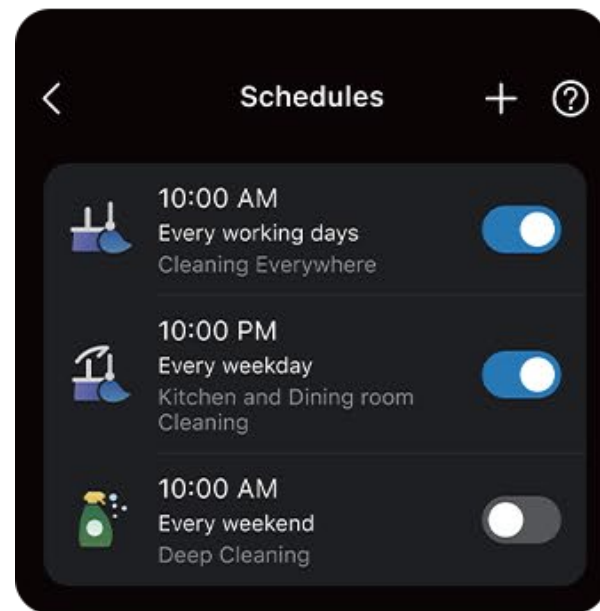 Schedules
10:00 AM
Every working days
Cleaning Everywhere
10:00 PM
Every weekday
Kitchen and Dining room
Cleaning
10:00 AM
Every weekend
Deep Cleaning